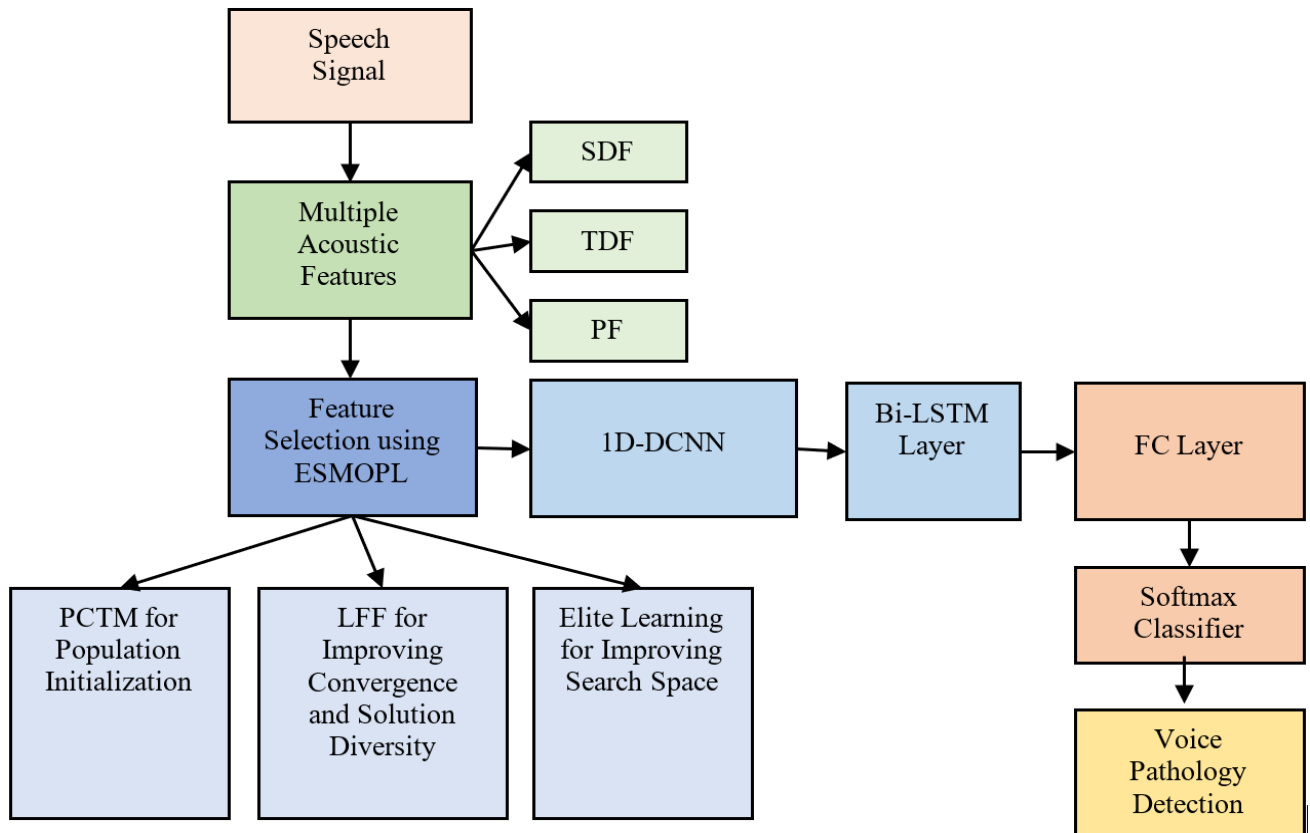 Speech
Signal
SDF
Multiple
Acoustic
Features
TDF
PF
Feature
Selection using
ESMOPL
1D-DCNN
Bi-LSTM
Layer
FC Layer
PCTM for
Population
Initialization
LFF for
Improving
Convergence
and Solution
Diversity
Elite Learning
for Improving
Search Space
Softmax
Classifier
Voice
Pathology
Detection